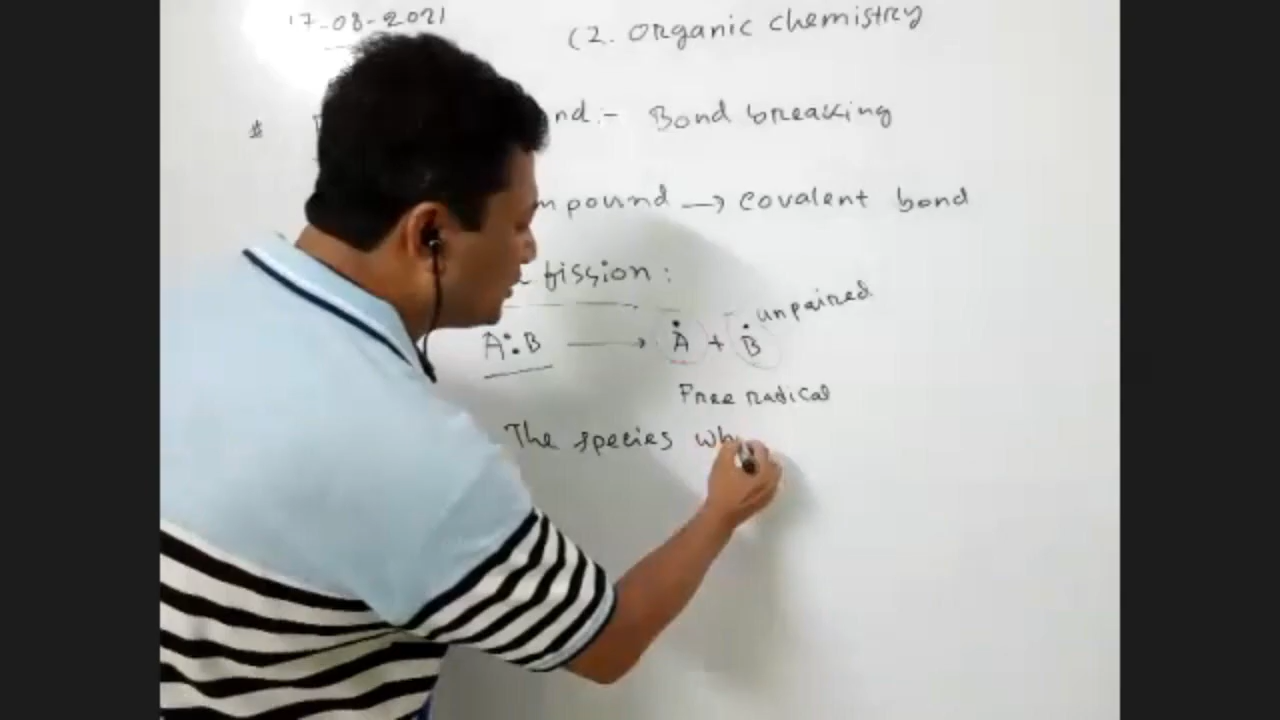 17-08-2021
(2. Organic chemistry
* nd :- Bond breaking
mpound → covalent bond
fission :
A : B → Ȧ + Ḃ unpaired
Free radical
The species wh